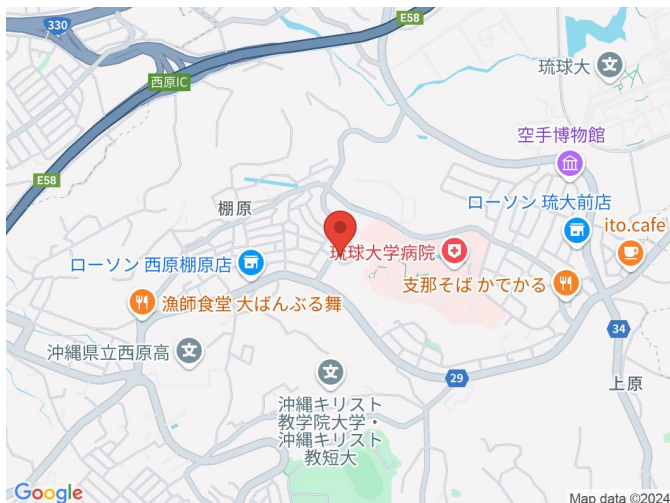 330
E58
西原IC
琉球大
空手博物館
E58
棚原
ローソン 琉大前店
ito.cafe
ローソン 西原棚原店
琉球大学病院
支那そば かでかる
漁師食堂 大ばんぶる舞
34
沖縄県立西原高
29
上原
沖縄キリスト
教学院大学・
沖縄キリスト
教短大
Google
Map data ©2024